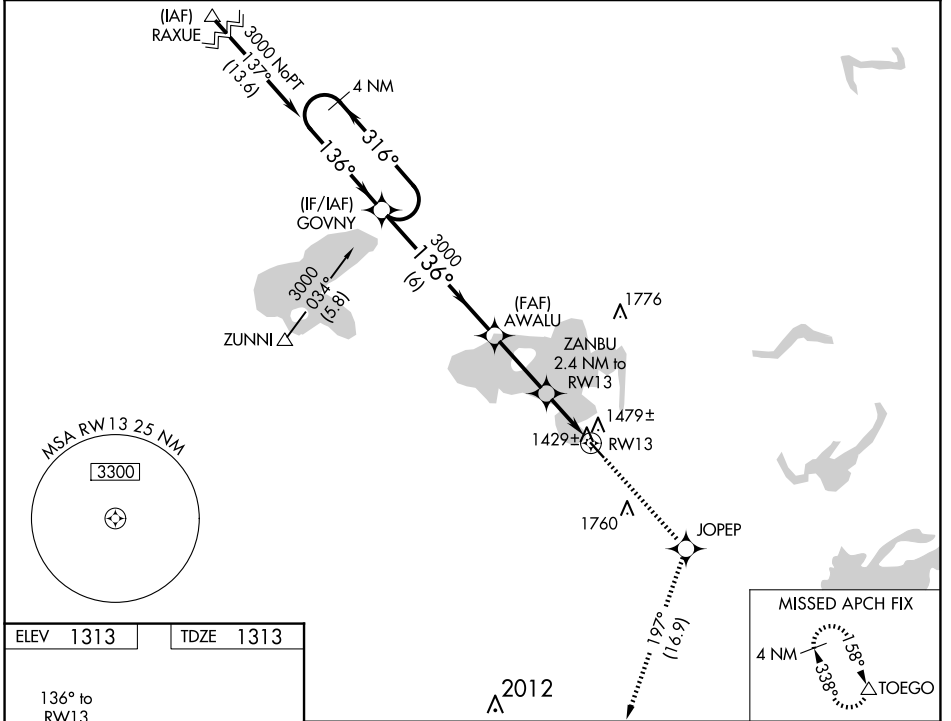 (IAF)
RAXUE
3000 NoPT
137°
(13.6)
4 NM
136°
316°
(IF/IAF)
GOVNY
3000
136°
(6)
3000
034°
(5.8)
ZUNNI
(FAF)
AWALU
1776
ZANBU
2.4 NM to
RW13
1479±
1429±
RW13
MSA RW13 25 NM
3300
1760
JOPEP
197°
(16.9)
MISSED APCH FIX
4 NM
158°
338°
TOEGO
ELEV 1313
TDZE 1313
136° to
RW13
2012